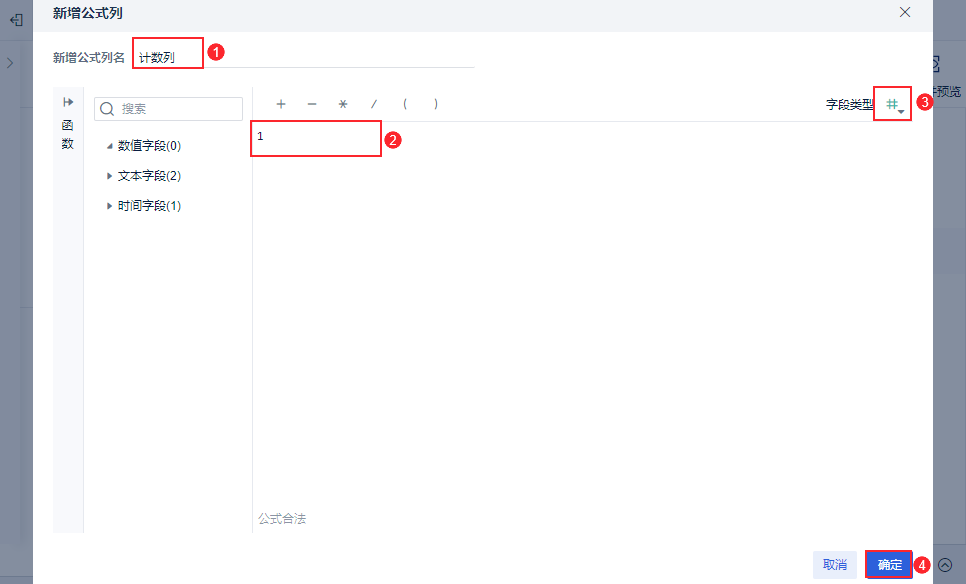 新增公式列
新增公式列名 计数列 1
搜索 + - * / ( ) 字段类型 # 3
函数
1 2
数值字段(0)
文本字段(2)
时间字段(1)
预览
公式合法
取消 确定 4